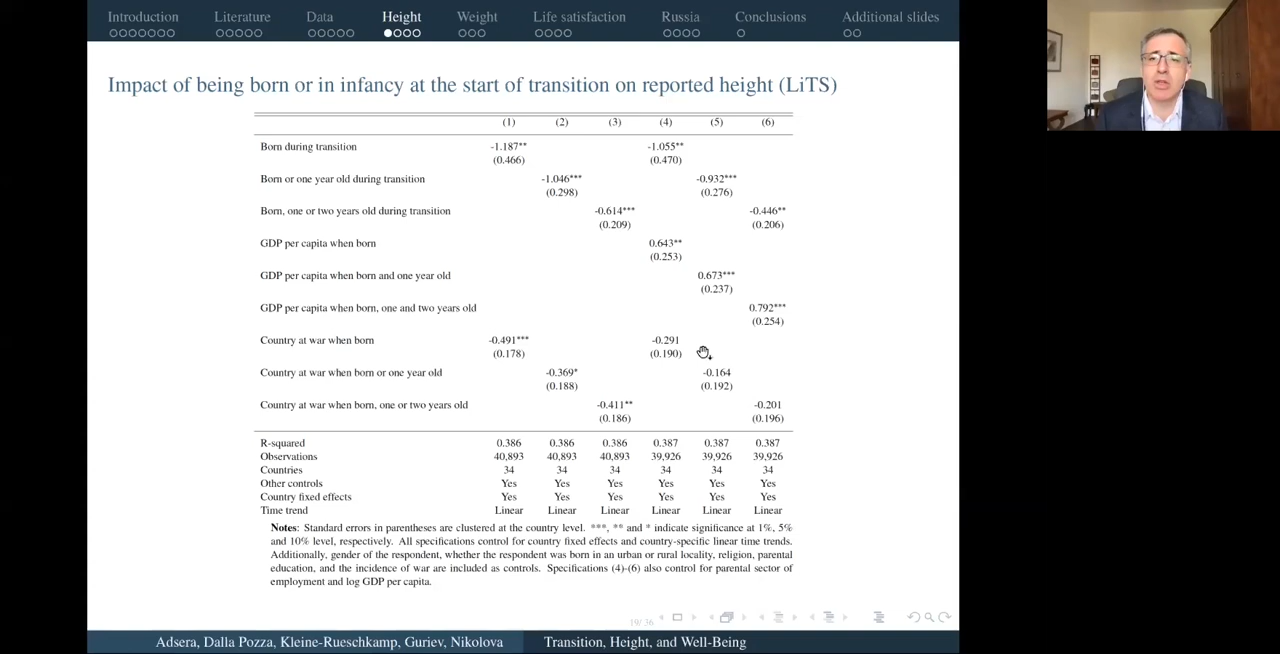 Introduction Literature Data Height Weight Life satisfaction Russia Conclusions Additional slides
Impact of being born or in infancy at the start of transition on reported height (LiTS)
(1) (2) (3) (4) (5) (6)
Born during transition -1.187** -1.055**
(0.466) (0.470)
Born or one year old during transition -1.046*** -0.932***
(0.298) (0.276)
Born, one or two years old during transition -0.614*** -0.446**
(0.209) (0.206)
GDP per capita when born 0.643**
(0.253)
GDP per capita when born and one year old 0.673***
(0.237)
GDP per capita when born, one and two years old 0.792***
(0.254)
Country at war when born -0.491*** -0.291
(0.178) (0.190)
Country at war when born or one year old -0.369* -0.164
(0.188) (0.192)
Country at war when born, one or two years old -0.411** -0.201
(0.186) (0.196)
R-squared 0.386 0.386 0.386 0.387 0.387 0.387
Observations 40,893 40,893 40,893 39,926 39,926 39,926
Countries 34 34 34 34 34 34
Other controls Yes Yes Yes Yes Yes Yes
Country fixed effects Yes Yes Yes Yes Yes Yes
Time trend Linear Linear Linear Linear Linear Linear
Notes: Standard errors in parentheses are clustered at the country level. ***, ** and * indicate significance at 1%, 5%
and 10% level, respectively. All specifications control for country fixed effects and country-specific linear time trends.
Additionally, gender of the respondent, whether the respondent was born in an urban or rural locality, religion, parental
education, and the incidence of war are included as controls. Specifications (4)-(6) also control for parental sector of
employment and log GDP per capita.
19/ 36
Adsera, Dalla Pozza, Kleine-Rueschkamp, Guriev, Nikolova Transition, Height, and Well-Being